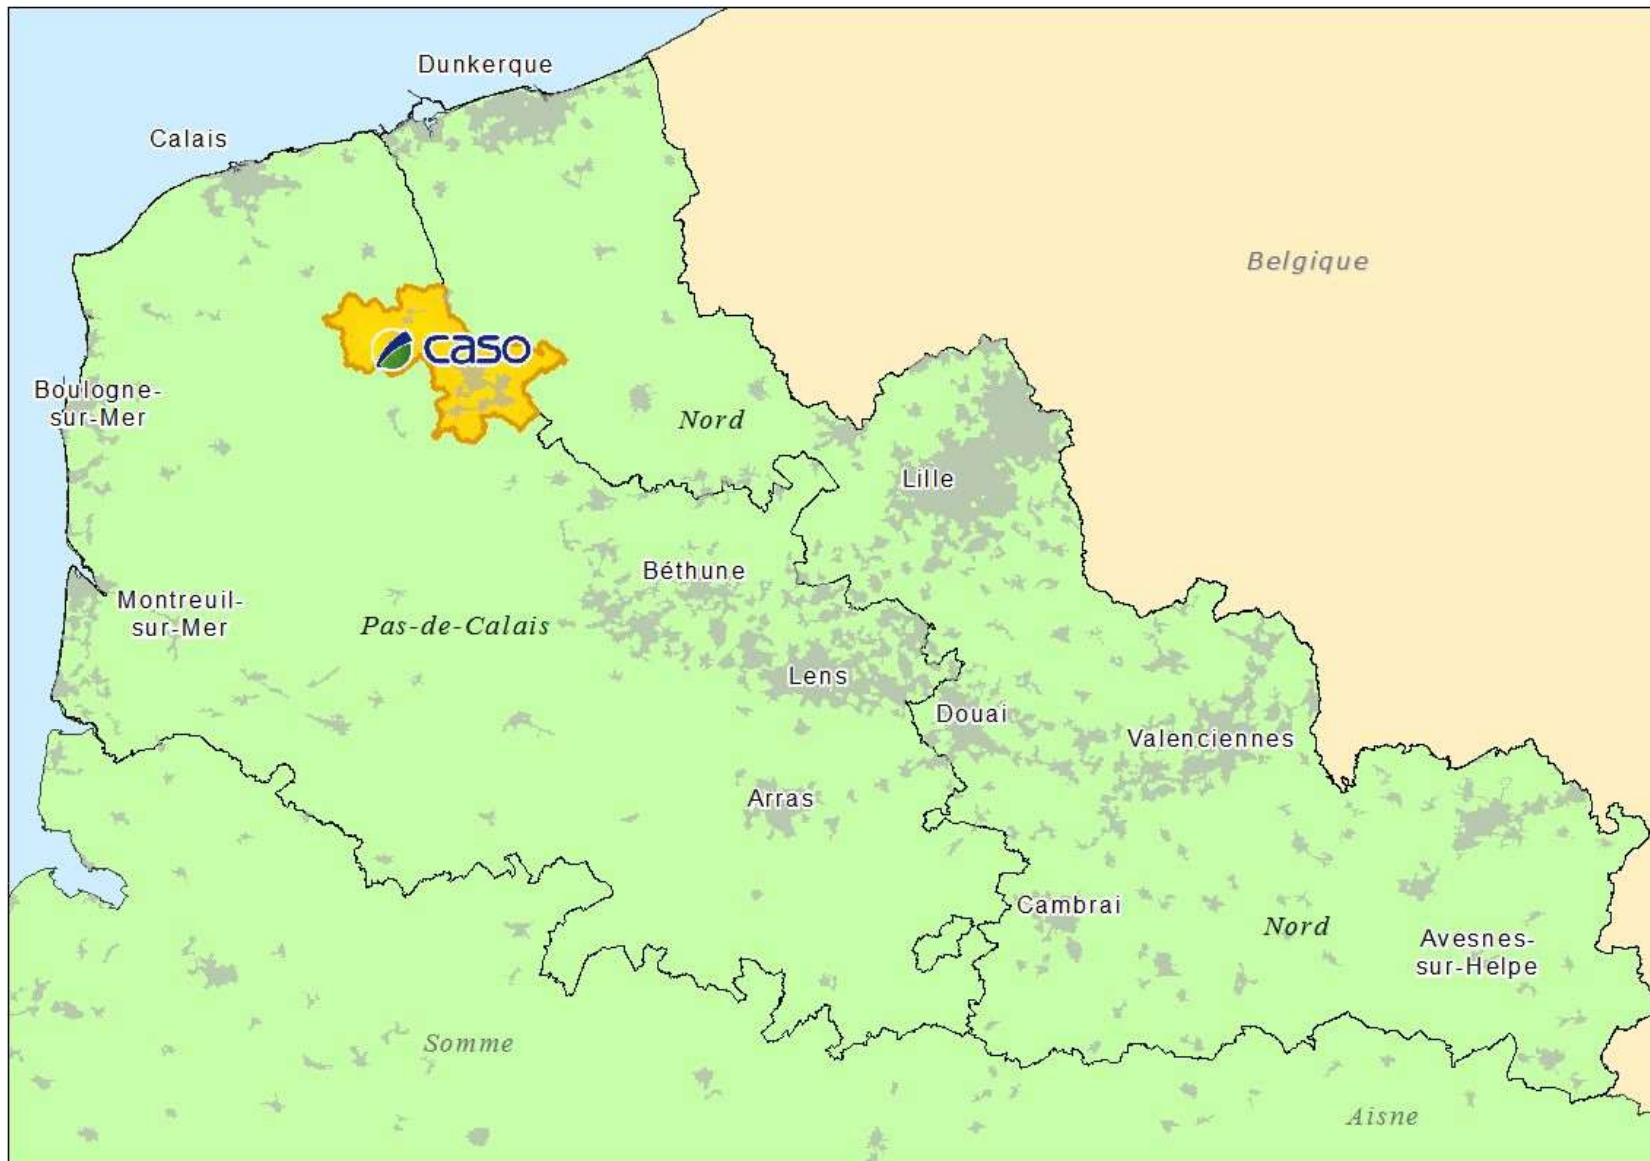 Dunkerque
Calais
Belgique
caso
Boulogne-
sur-Mer
Nord
Lille
Béthune
Montreuil-
sur-Mer
Pas-de-Calais
Lens
Douai
Valenciennes
Arras
Cambrai
Nord
Avesnes-
sur-Helpe
Somme
Aisne